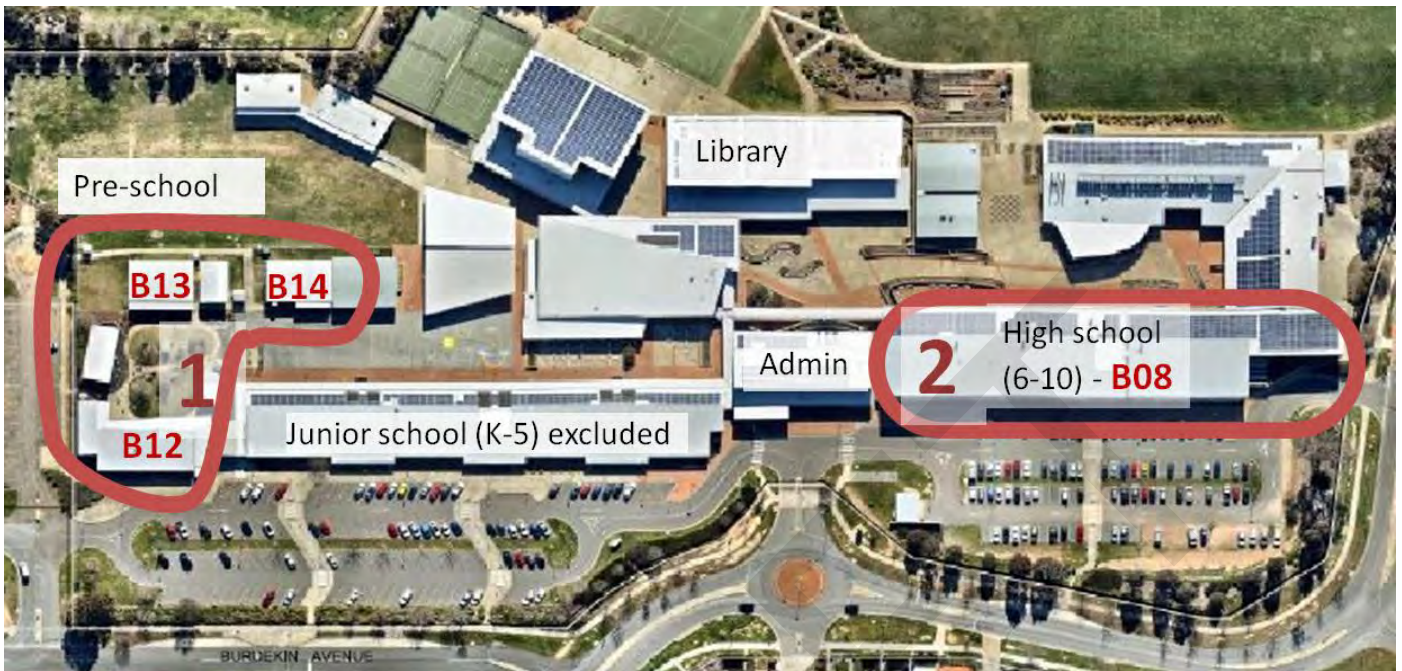 Library
Pre-school
B13
B14
1
2
High school
(6-10) - B08
Admin
Junior school (K-5) excluded
B12
BURDEKIN AVENUE